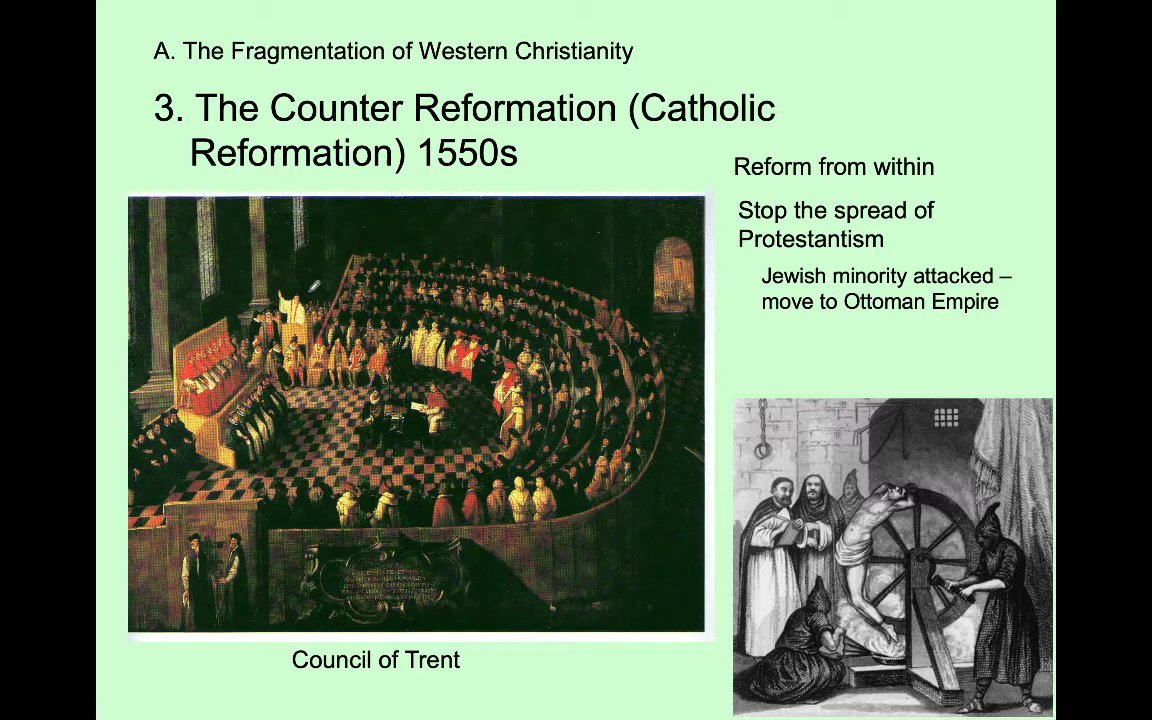 A. The Fragmentation of Western Christianity
3. The Counter Reformation (Catholic
Reformation) 1550s
Reform from within
Stop the spread of
Protestantism
Jewish minority attacked –
move to Ottoman Empire
Council of Trent